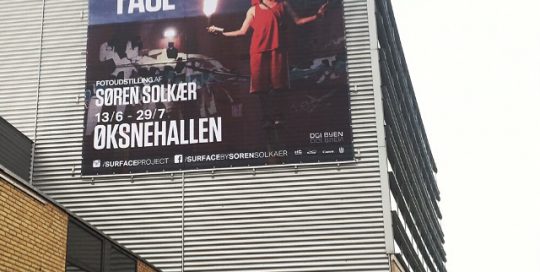 FOTOUDSTILLING AF
SØREN SOLKÆR
13/6 - 29/7
ØKSNEHALLEN
DGI BYEN
/SURFACEPROJECT /SURFACEBYSORENSOLKAER